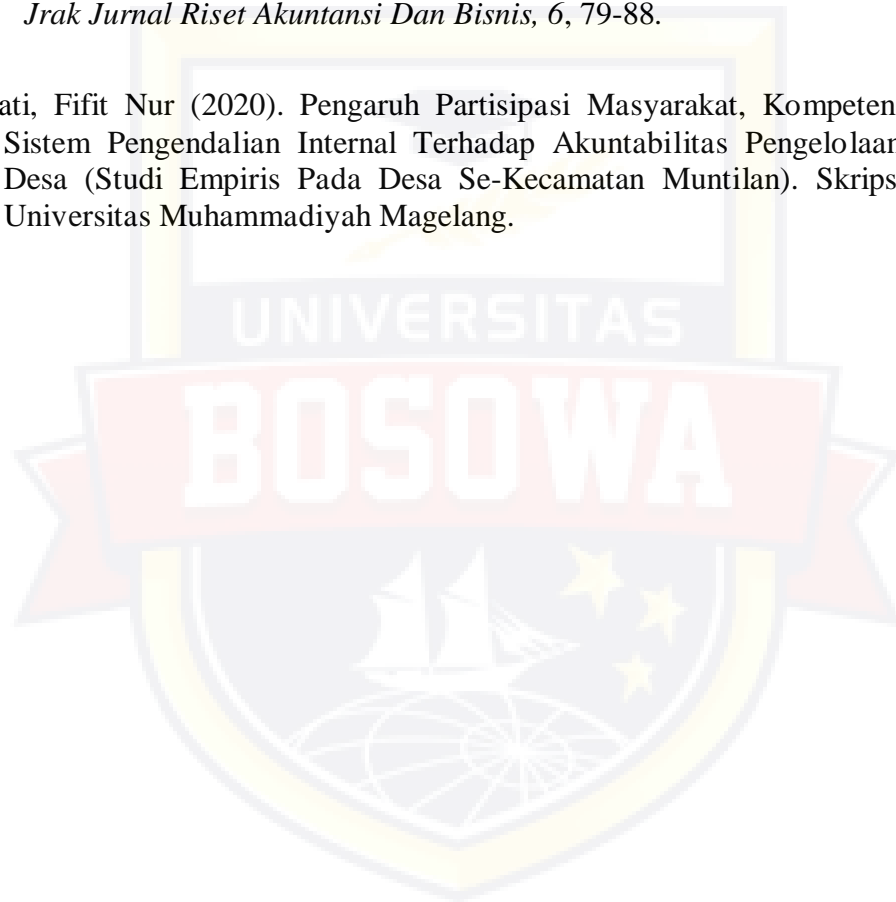 Jrak Jurnal Riset Akuntansi Dan Bisnis, 6, 79-88.
ati, Fifit Nur (2020). Pengaruh Partisipasi Masyarakat, Kompeten
Sistem Pengendalian Internal Terhadap Akuntabilitas Pengelolaan
Desa (Studi Empiris Pada Desa Se-Kecamatan Muntilan). Skrips
Universitas Muhammadiyah Magelang.
UNIVERSITAS
BOSOWA